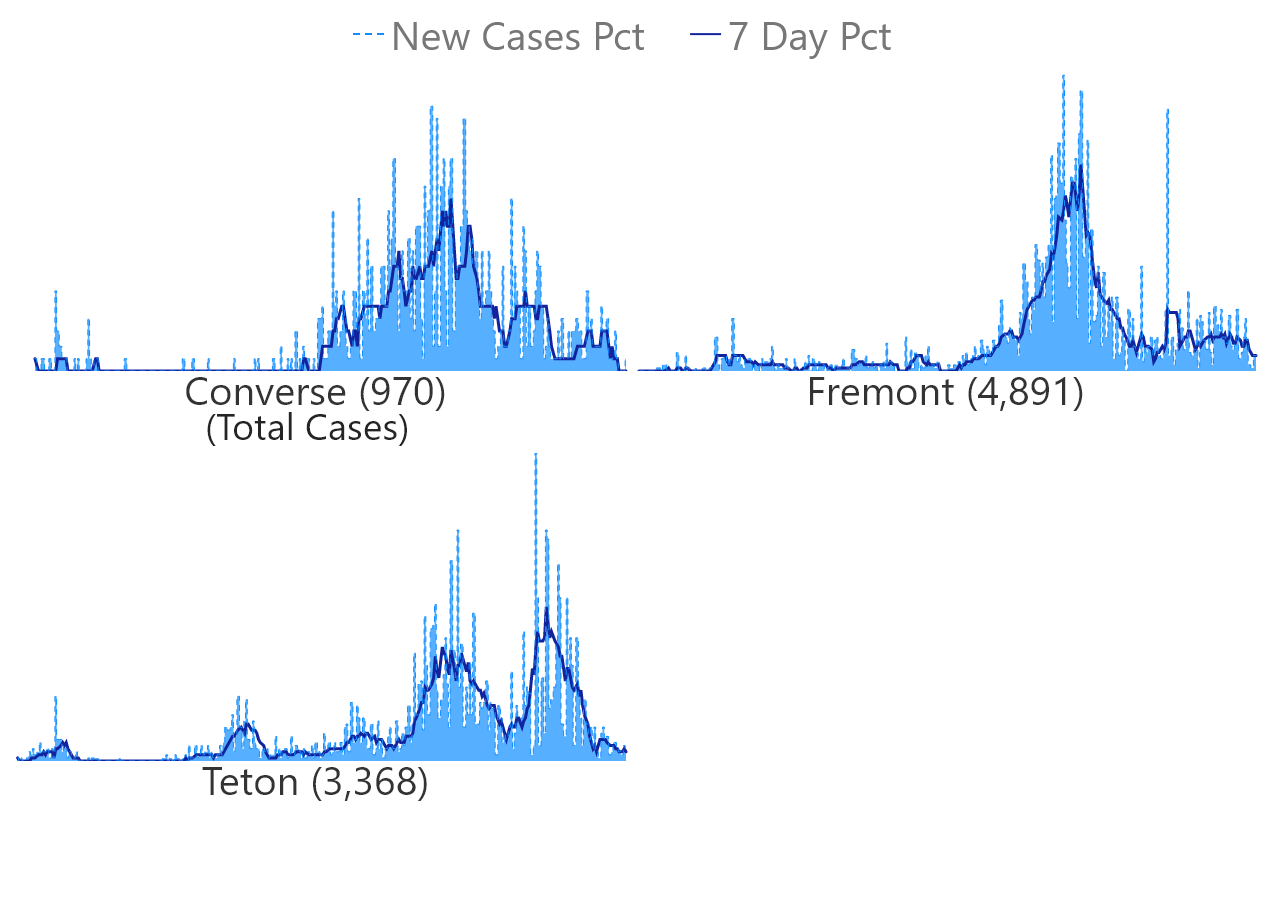 New Cases Pct 7 Day Pct
Converse (970)
(Total Cases)
Fremont (4,891)
Teton (3,368)